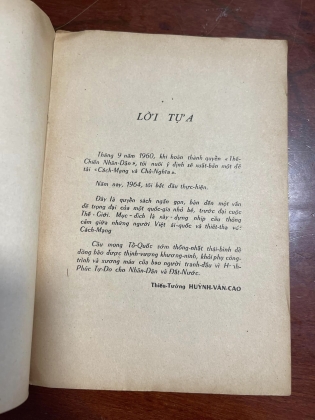 LỜI TỰA
Tháng 9 năm 1960, khi hoàn thành quyển «Thế-
Chân Nhân-Dân», tôi nuôi ý định sẽ xuất-bản một đề
tài «Cách-Mạng và Chủ-Nghĩa».
Năm nay, 1964, tôi bắt đầu thực-hiện.
Đây là quyển sách ngắn gọn, bàn đến một vấn
đề trọng đại của một quốc-gia nhỏ bé, trước đại cuộc
Thế-Giới. Mục-đích là xây-dựng nhịp cầu thông
cảm giữa những người Việt ái-quốc và thiết-tha với
Cách-Mạng
Cầu mong Tổ-Quốc sớm thống-nhất thái-bình để
đồng bào được thịnh-vượng khương-ninh, khỏi phụ công-
trình và xương máu của bao người tranh-đấu vì
Phúc Tự-Do cho Nhân-Dân và Đất-Nước.
Thiếu-Tướng HUỲNH-VĂN-CAO